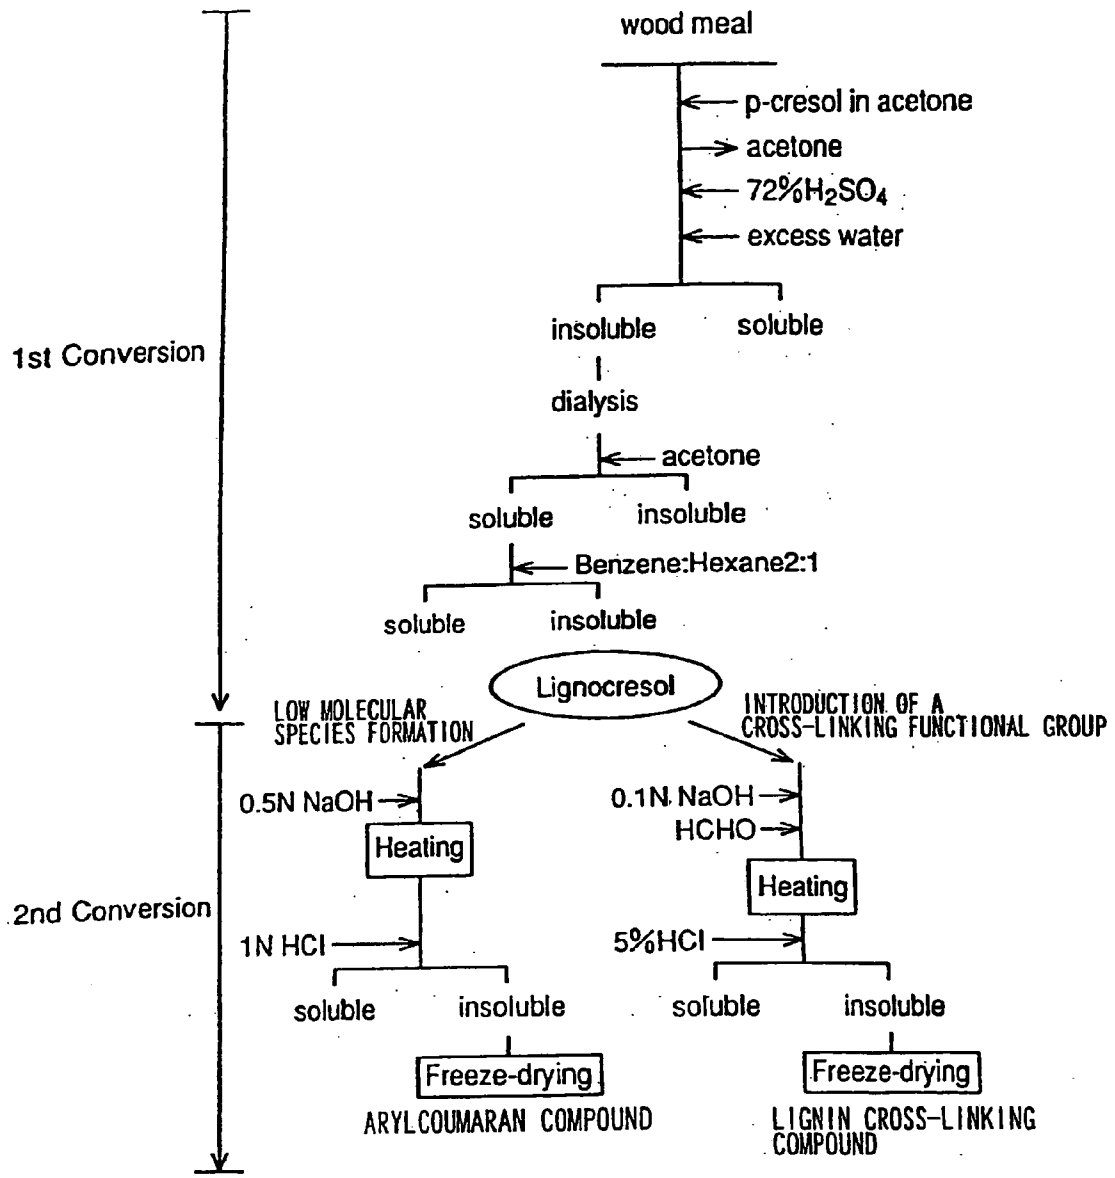 wood meal
p-cresol in acetone
acetone
72%H₂SO₄
excess water
insoluble
soluble
1st Conversion
dialysis
acetone
soluble
insoluble
Benzene:Hexane2:1
soluble
insoluble
Lignocresol
LOW MOLECULAR
SPECIES FORMATION
INTRODUCTION OF A
CROSS-LINKING FUNCTIONAL GROUP
0.5N NaOH
Heating
0.1N NaOH
HCHO
Heating
2nd Conversion
1N HCl
5%HCl
soluble
insoluble
soluble
insoluble
Freeze-drying
Freeze-drying
ARYLCOUMARAN COMPOUND
LIGNIN CROSS-LINKING
COMPOUND